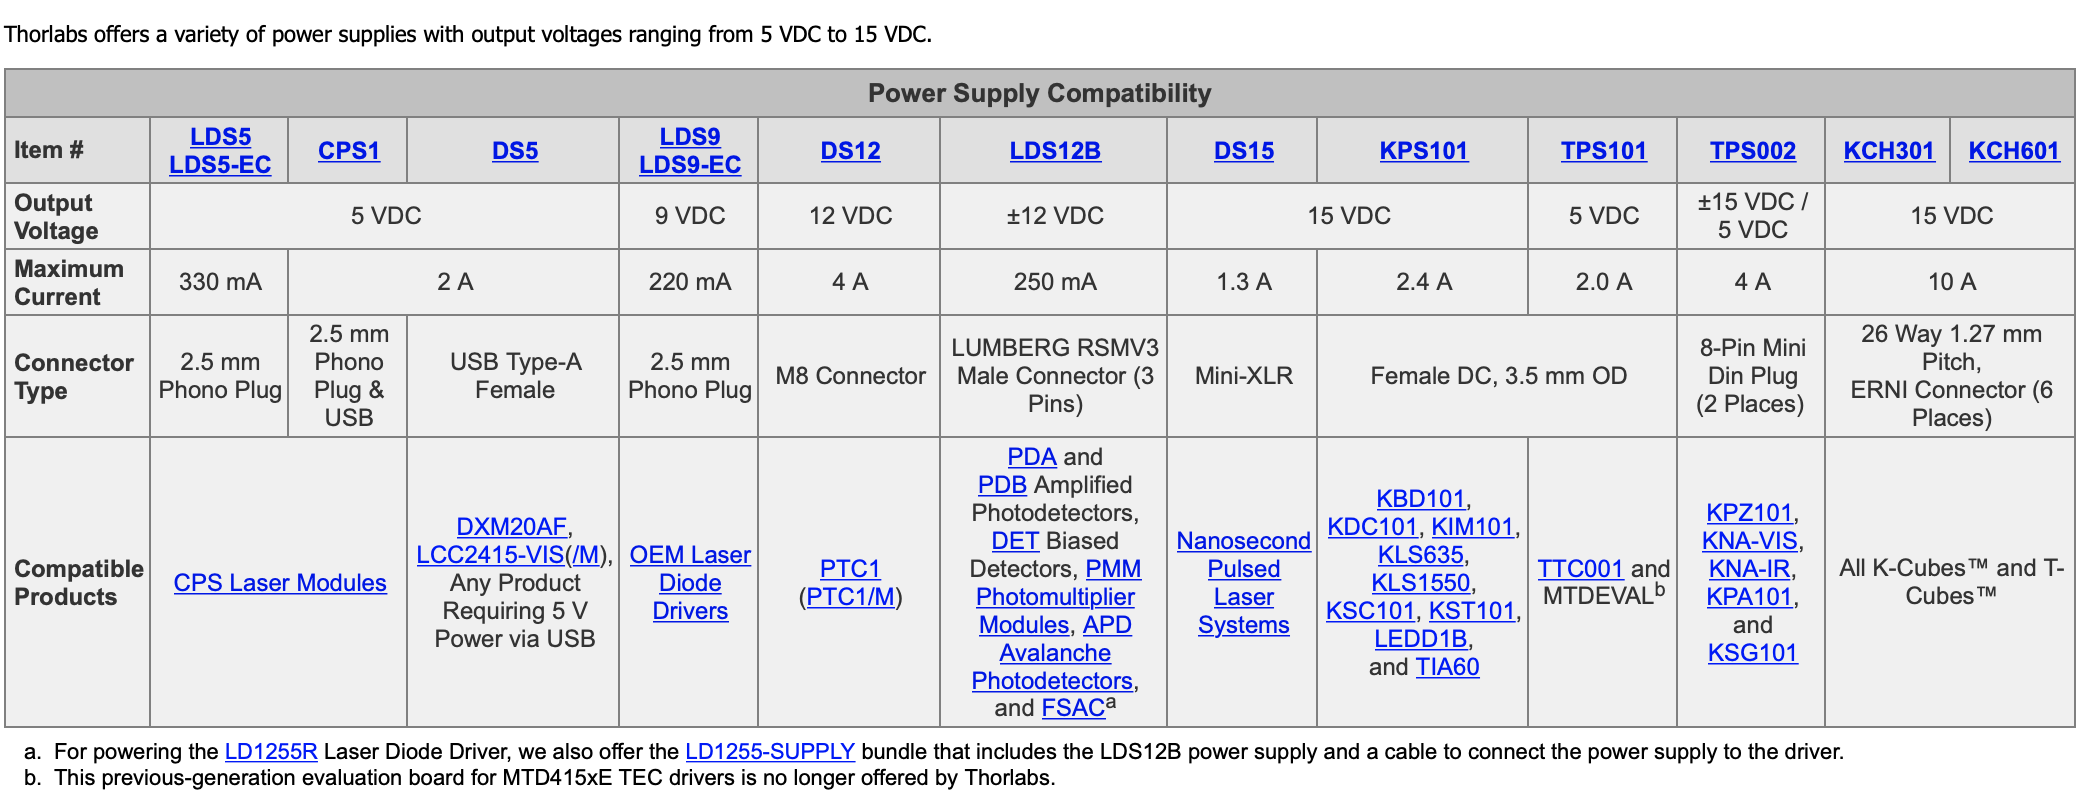 Thorlabs offers a variety of power supplies with output voltages ranging from 5 VDC to 15 VDC.
Power Supply Compatibility
Item #
LDS5
LDS5-EC
CPS1
DS5
LDS9
LDS9-EC
DS12
LDS12B
DS15
KPS101
TPS101
TPS002
KCH301
KCH601
Output
Voltage
5 VDC
9 VDC
12 VDC
±12 VDC
15 VDC
5 VDC
±15 VDC /
5 VDC
15 VDC
Maximum
Current
330 mA
2 A
220 mA
4 A
250 mA
1.3 A
2.4 A
2.0 A
4 A
10 A
Connector
Type
2.5 mm
Phono Plug
2.5 mm
Phono
Plug &
USB
USB Type-A
Female
2.5 mm
Phono Plug
M8 Connector
LUMBERG RSMV3
Male Connector (3
Pins)
Mini-XLR
Female DC, 3.5 mm OD
8-Pin Mini
Din Plug
(2 Places)
26 Way 1.27 mm
Pitch,
ERNI Connector (6
Places)
Compatible
Products
CPS Laser Modules
DXM20AF,
LCC2415-VIS(/M),
Any Product
Requiring 5 V
Power via USB
OEM Laser
Diode
Drivers
PTC1
(PTC1/M)
PDA and
PDB Amplified
Photodetectors,
DET Biased
Detectors, PMM
Photomultiplier
Modules, APD
Avalanche
Photodetectors,
and FSACa
Nanosecond
Pulsed
Laser
Systems
KBD101,
KDC101, KIM101,
KLS635,
KLS1550,
KSC101, KST101,
LEDD1B,
and TIA60
TTC001 and
MTDEVALb
KPZ101,
KNA-VIS,
KNA-IR,
KPA101,
and
KSG101
All K-Cubes™ and T-
Cubes™
a. For powering the LD1255R Laser Diode Driver, we also offer the LD1255-SUPPLY bundle that includes the LDS12B power supply and a cable to connect the power supply to the driver.
b. This previous-generation evaluation board for MTD415xE TEC drivers is no longer offered by Thorlabs.